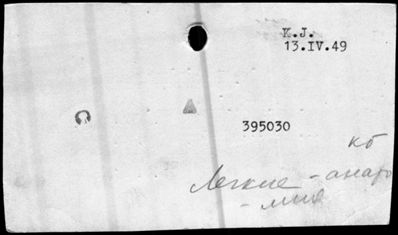 K.J.
13.IV.49
C
395030
кб
Легкие - анато
- мия